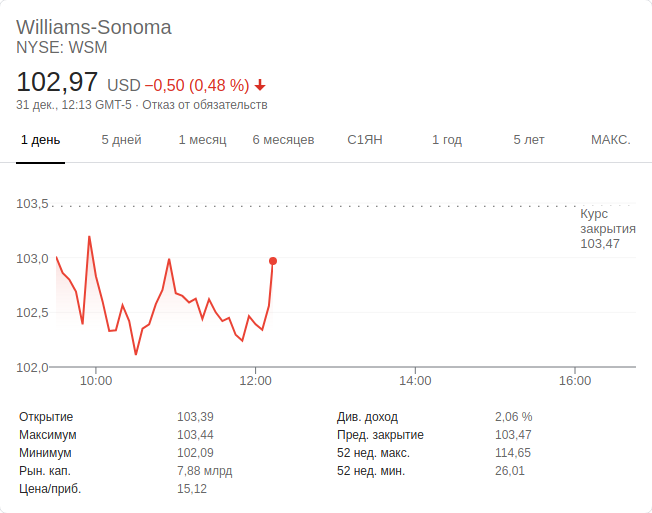 Williams-Sonoma
NYSE: WSM
102,97 USD −0,50 (0,48 %)
31 дек., 12:13 GMT-5 · Отказ от обязательств
1 день 5 дней 1 месяц 6 месяцев С1ЯН 1 год 5 лет МАКС.
103,5
Курс
закрытия
103,47
103,0
102,5
102,0
10:00 12:00 14:00 16:00
Открытие 103,39 Див. доход 2,06 %
Максимум 103,44 Пред. закрытие 103,47
Минимум 102,09 52 нед. макс. 114,65
Рын. кап. 7,88 млрд 52 нед. мин. 26,01
Цена/приб. 15,12